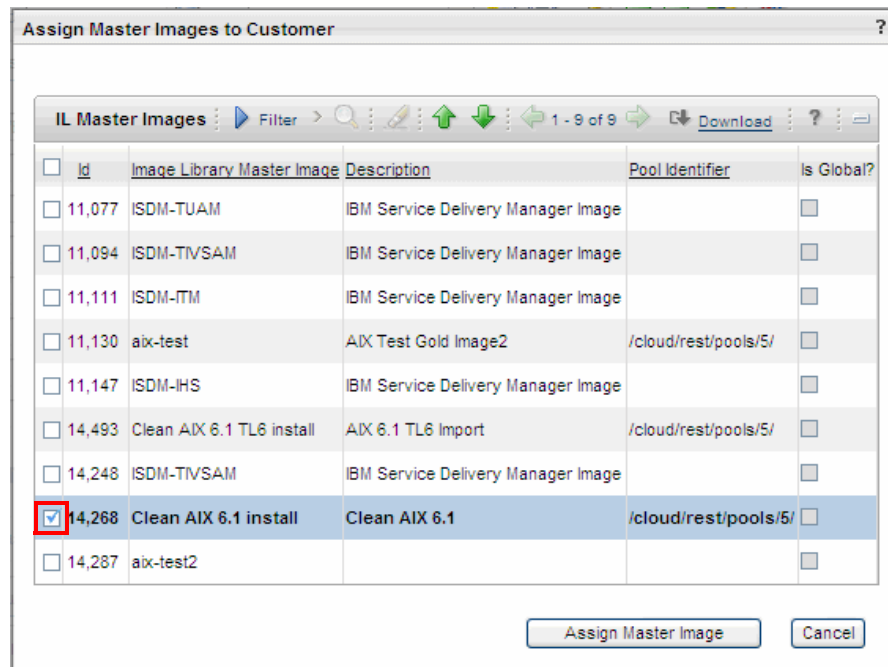 Assign Master Images to Customer ?
IL Master Images Filter 1 - 9 of 9 Download ?
Id Image Library Master Image Description Pool Identifier Is Global?
11,077 ISDM-TUAM IBM Service Delivery Manager Image
11,094 ISDM-TIVSAM IBM Service Delivery Manager Image
11,111 ISDM-ITM IBM Service Delivery Manager Image
11,130 aix-test AIX Test Gold Image2 /cloud/rest/pools/5/
11,147 ISDM-IHS IBM Service Delivery Manager Image
14,493 Clean AIX 6.1 TL6 install AIX 6.1 TL6 Import /cloud/rest/pools/5/
14,248 ISDM-TIVSAM IBM Service Delivery Manager Image
14,268 Clean AIX 6.1 install Clean AIX 6.1 /cloud/rest/pools/5/
14,287 aix-test2
Assign Master Image Cancel